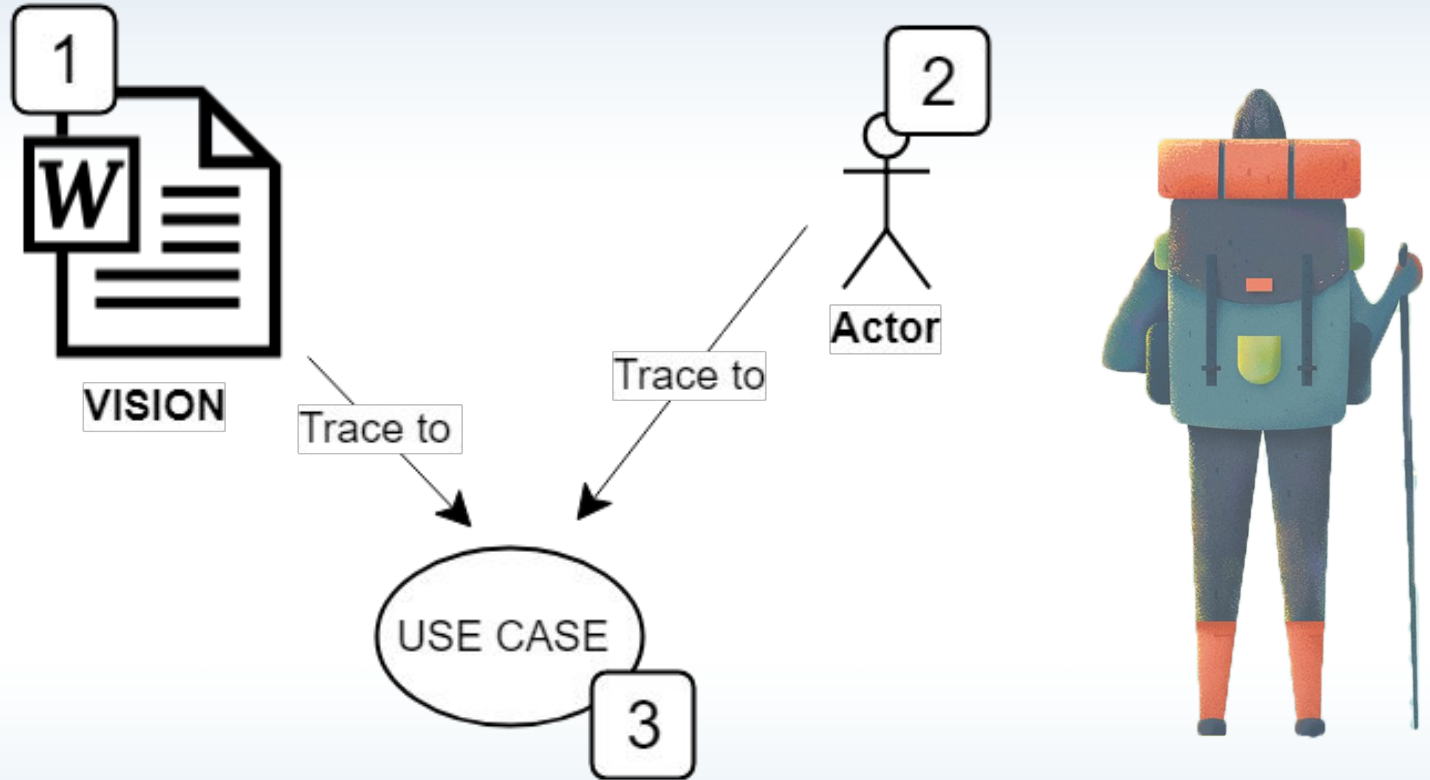 1
2
W
Actor
VISION
Trace to
Trace to
USE CASE
3